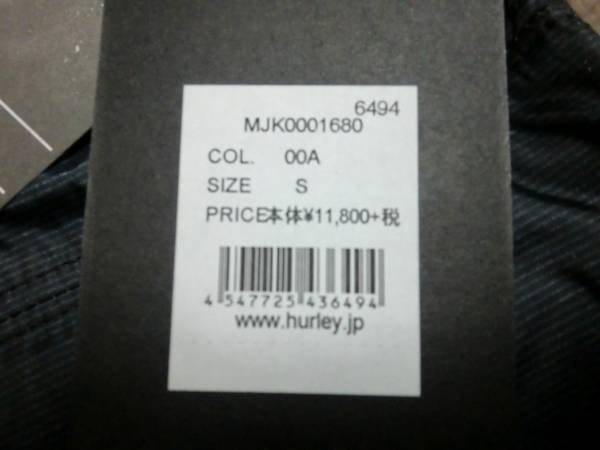 6494
MJK0001680
COL. 00A
SIZE S
PRICE本体¥11,800+税
4 547725 436494
www.hurley.jp